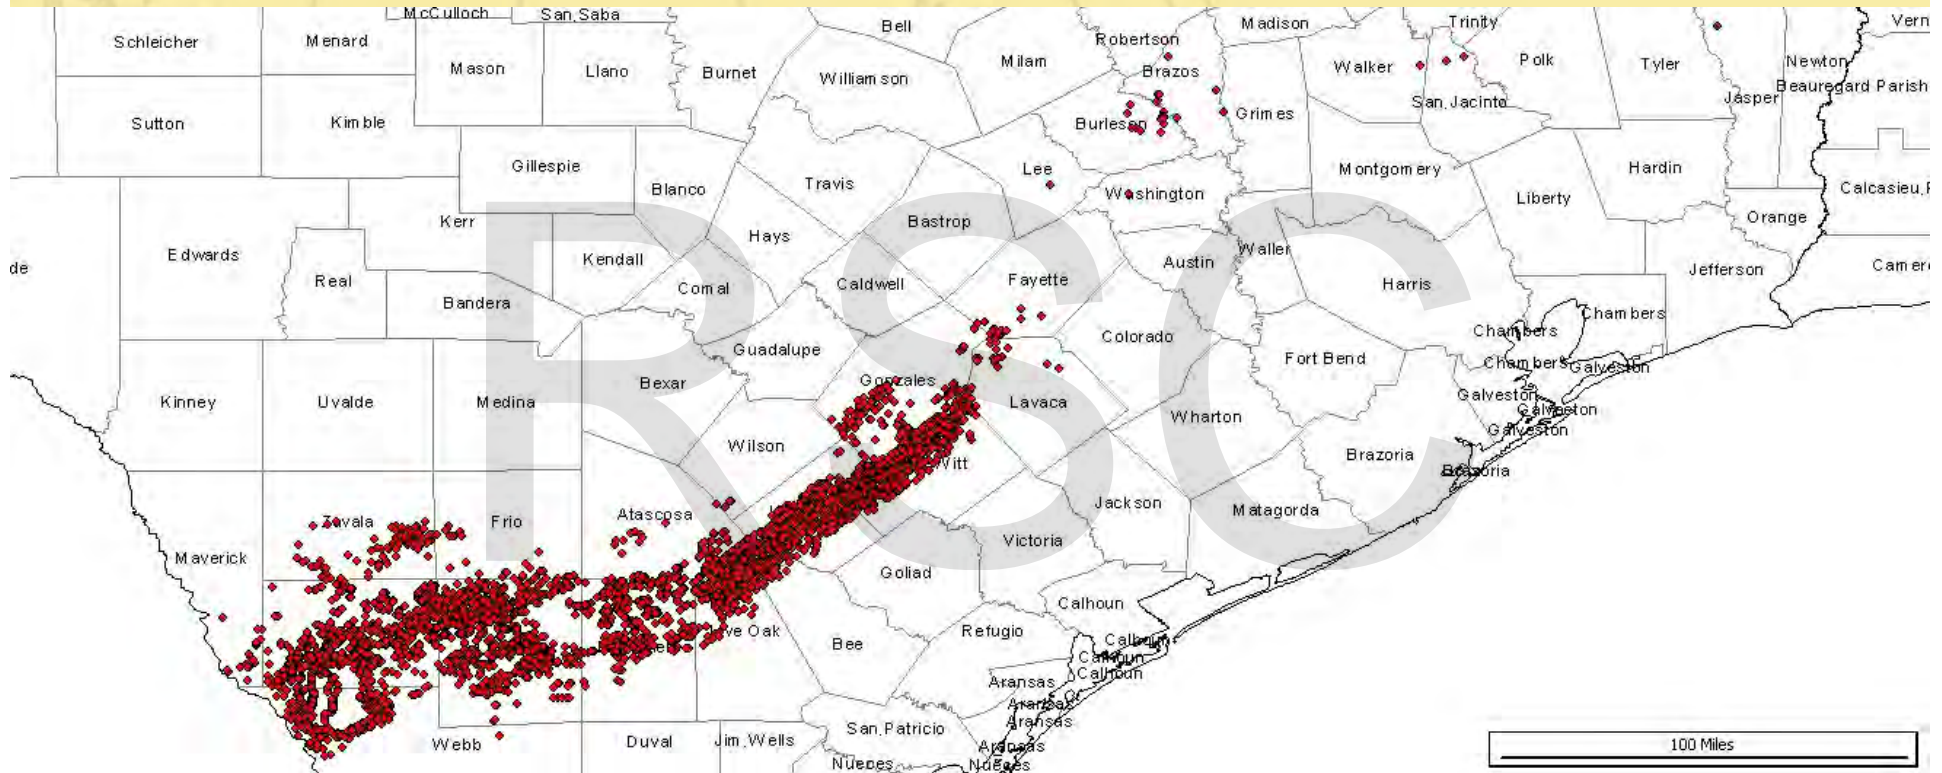 McCulloch
San Saba
Schleicher
Menard
Mason
Llano
Burnet
Bell
Williamson
Milam
Robertson
Brazos
Madison
Walker
Trinity
Polk
Tyler
Newton
Vern
Beauregard Parish
Jasper
San Jacinto
Sutton
Kimble
Burleson
Grimes
Gillespie
Blanco
Travis
Lee
Washington
Montgomery
Liberty
Hardin
Calcasieu
Orange
Kerr
Hays
Bastrop
Edwards
de
Real
Kendall
Comal
Caldwell
Fayette
Austin
Waller
Harris
Jefferson
Camer
Bandera
Chambers
Chambers
Chambers
Guadalupe
Colorado
Fort Bend
Galveston
Kinney
Uvalde
Medina
Bexar
Gonzales
Lavaca
Wharton
Galveston
Galveston
Galveston
Wilson
Witt
Brazoria
Brazoria
RSC
Zavala
Frio
Atascosa
Jackson
Matagorda
Maverick
Victoria
Goliad
Calhoun
ve Oak
Bee
Refugio
Calhoun
Calhoun
Calhoun
Aransas
Aransas
Aransas
Aransas
Webb
Duval
Jim Wells
San Patricio
Nueces
Nueces
100 Miles